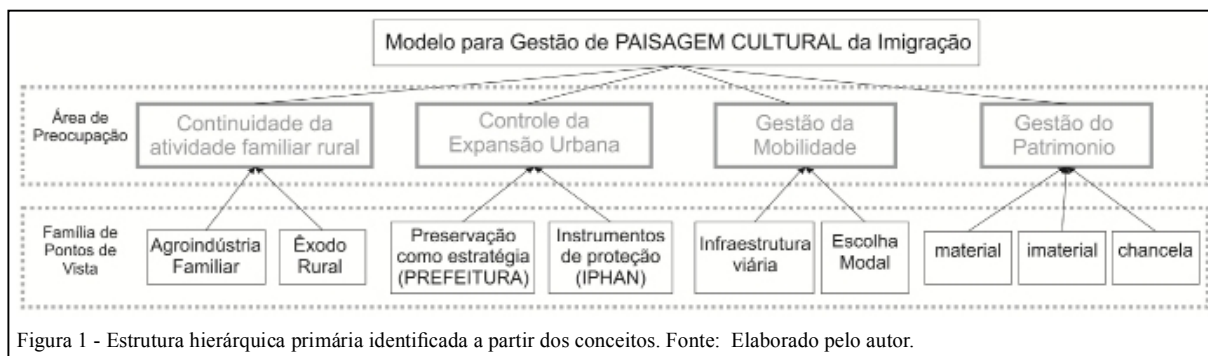 Modelo para Gestão de PAISAGEM CULTURAL da Imigração
Área de
Preocupação
Continuidade da
atividade familiar rural
Controle da
Expansão Urbana
Gestão da
Mobilidade
Gestão do
Patrimonio
Família de
Pontos de
Vista
Agroindústria
Familiar
Êxodo
Rural
Preservação
como estratégia
(PREFEITURA)
Instrumentos
de proteção
(IPHAN)
Infraestrutura
viária
Escolha
Modal
material
imaterial
chancela
Figura 1 - Estrutura hierárquica primária identificada a partir dos conceitos. Fonte: Elaborado pelo autor.